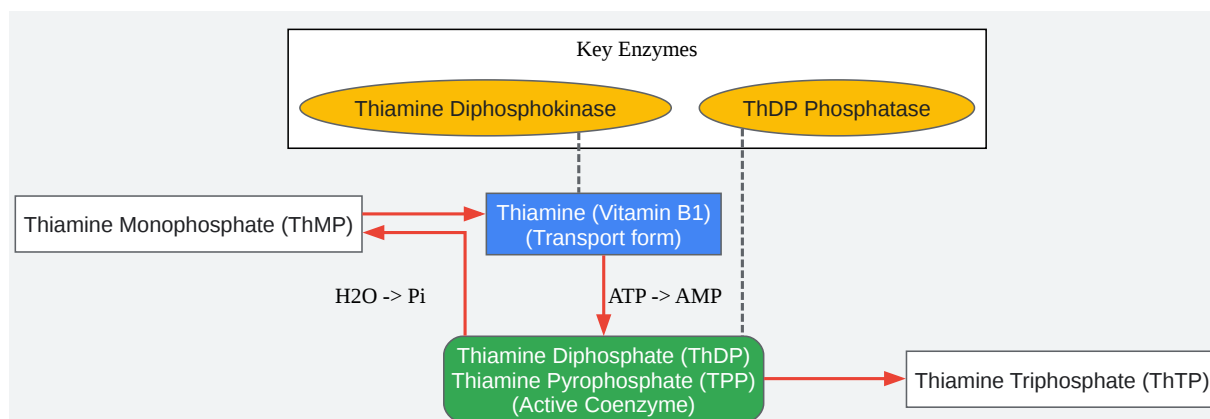 Key Enzymes
Thiamine Diphosphokinase
ThDP Phosphatase
Thiamine Monophosphate (ThMP)
Thiamine (Vitamin B1)
(Transport form)
H2O -> Pi
ATP -> AMP
Thiamine Diphosphate (ThDP)
Thiamine Pyrophosphate (TPP)
(Active Coenzyme)
Thiamine Triphosphate (ThTP)